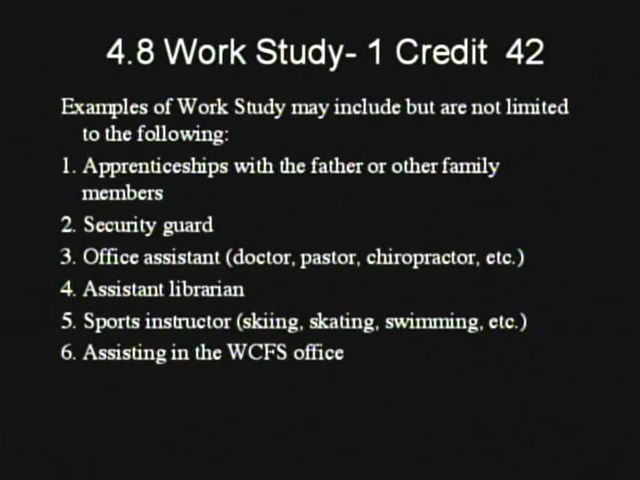 4.8 Work Study- 1 Credit 42
Examples of Work Study may include but are not limited
to the following:
1. Apprenticeships with the father or other family
members
2. Security guard
3. Office assistant (doctor, pastor, chiropractor, etc.)
4. Assistant librarian
5. Sports instructor (skiing, skating, swimming, etc.)
6. Assisting in the WCFS office